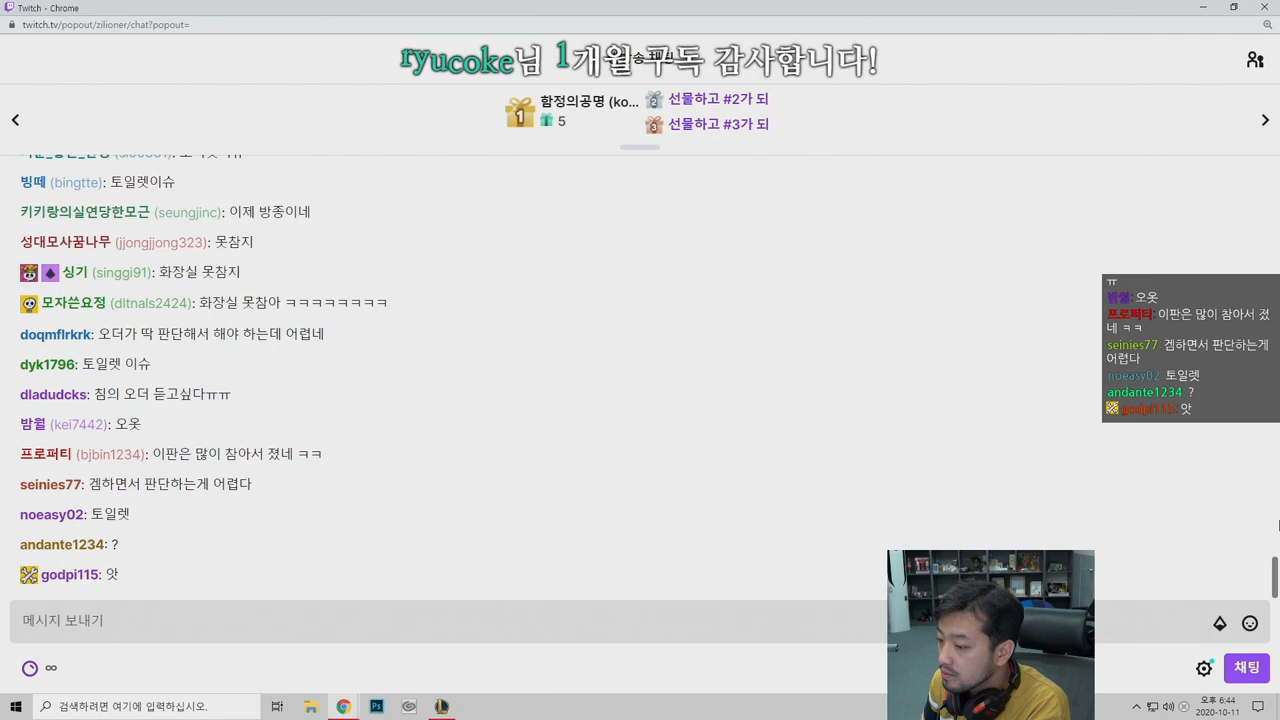 Twitch - Chrome
twitch.tv/popout/zilioner/chat?popout=
ryucoke님 1개월 구독 감사합니다!
1 함정의공명 (ko...
5
2 선물하고 #2가 되
3 선물하고 #3가 되
빙떼 (bingtte): 토일렛이슈
키키랑의실연당한모근 (seungjinc): 이제 방종이네
성대모사꿈나무 (jjongjjong323): 못참지
싱기 (singgi91): 화장실 못참지
모자쓴요정 (dltnals2424): 화장실 못참아 ㅋㅋㅋㅋㅋㅋㅋㅋ
doqmflrkrk: 오더가 딱 판단해서 해야 하는데 어렵네
dyk1796: 토일렛 이슈
dladudcks: 침의 오더 듣고싶다ㅠㅠ
밤월 (kei7442): 오옷
프로퍼티 (bjbin1234): 이판은 많이 참아서 졌네 ㅋㅋ
seinies77: 겜하면서 판단하는게 어렵다
noeasy02: 토일렛
andante1234: ?
godpi115: 앗
ㅠ
밤월: 오옷
프로퍼티: 이판은 많이 참아서 졌
네 ㅋㅋ
seinies77: 겜하면서 판단하는게
어렵다
noeasy02: 토일렛
andante1234: ?
godpi115: 앗
메시지 보내기
∞
채팅
검색하려면 여기에 입력하십시오.
Ps
오후 6:44
2020-10-11